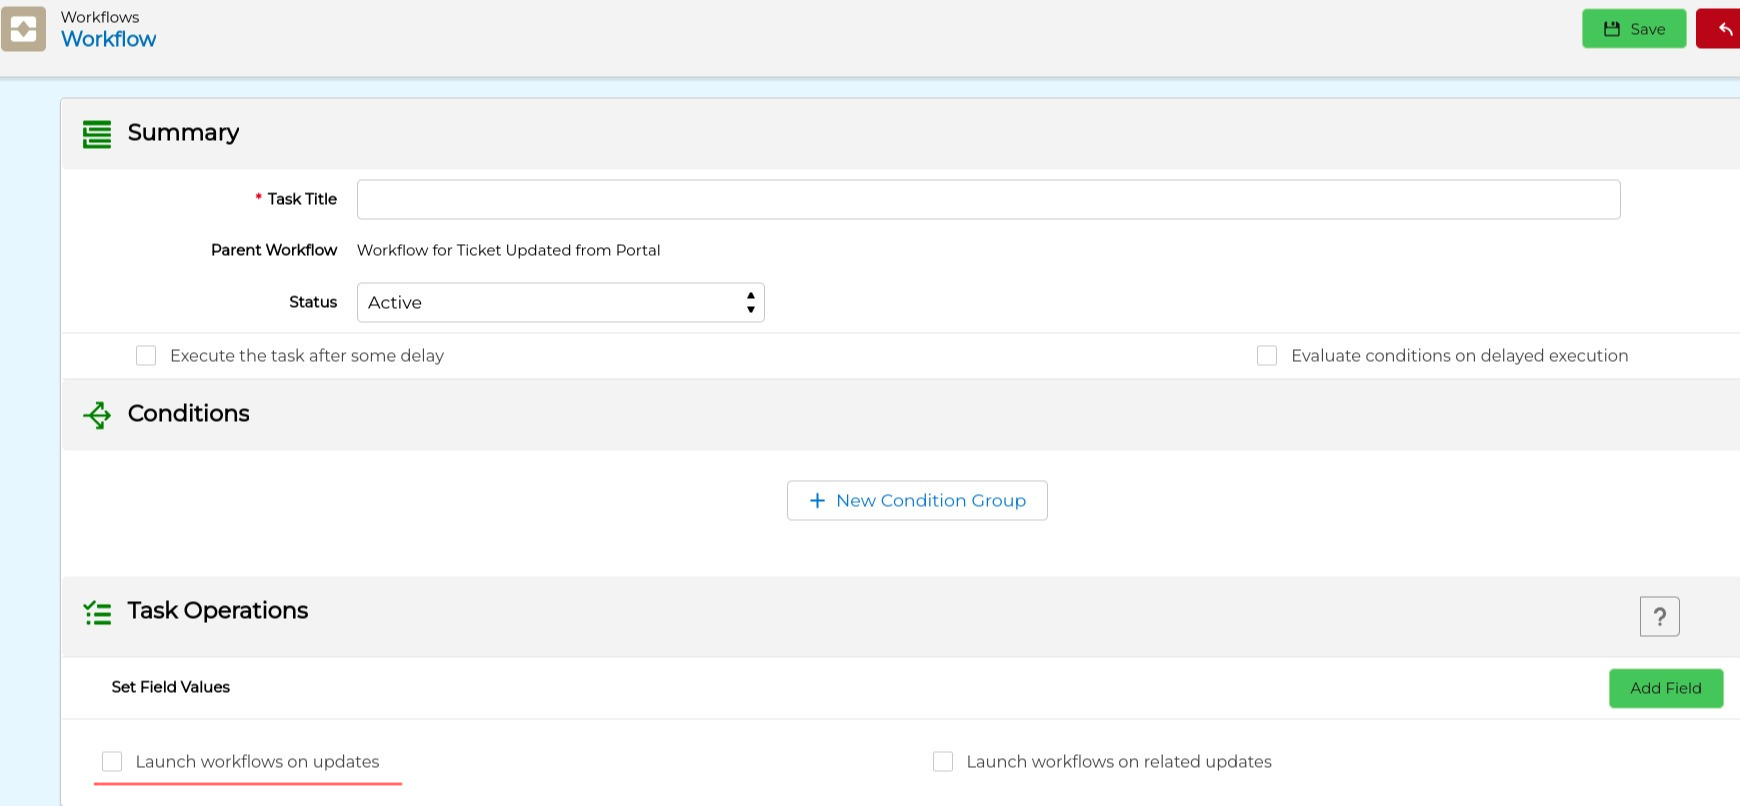 Workflows
Workflow
Save
Summary
* Task Title
Parent Workflow Workflow for Ticket Updated from Portal
Status Active
Execute the task after some delay Evaluate conditions on delayed execution
Conditions
+ New Condition Group
Task Operations ?
Set Field Values Add Field
Launch workflows on updates Launch workflows on related updates